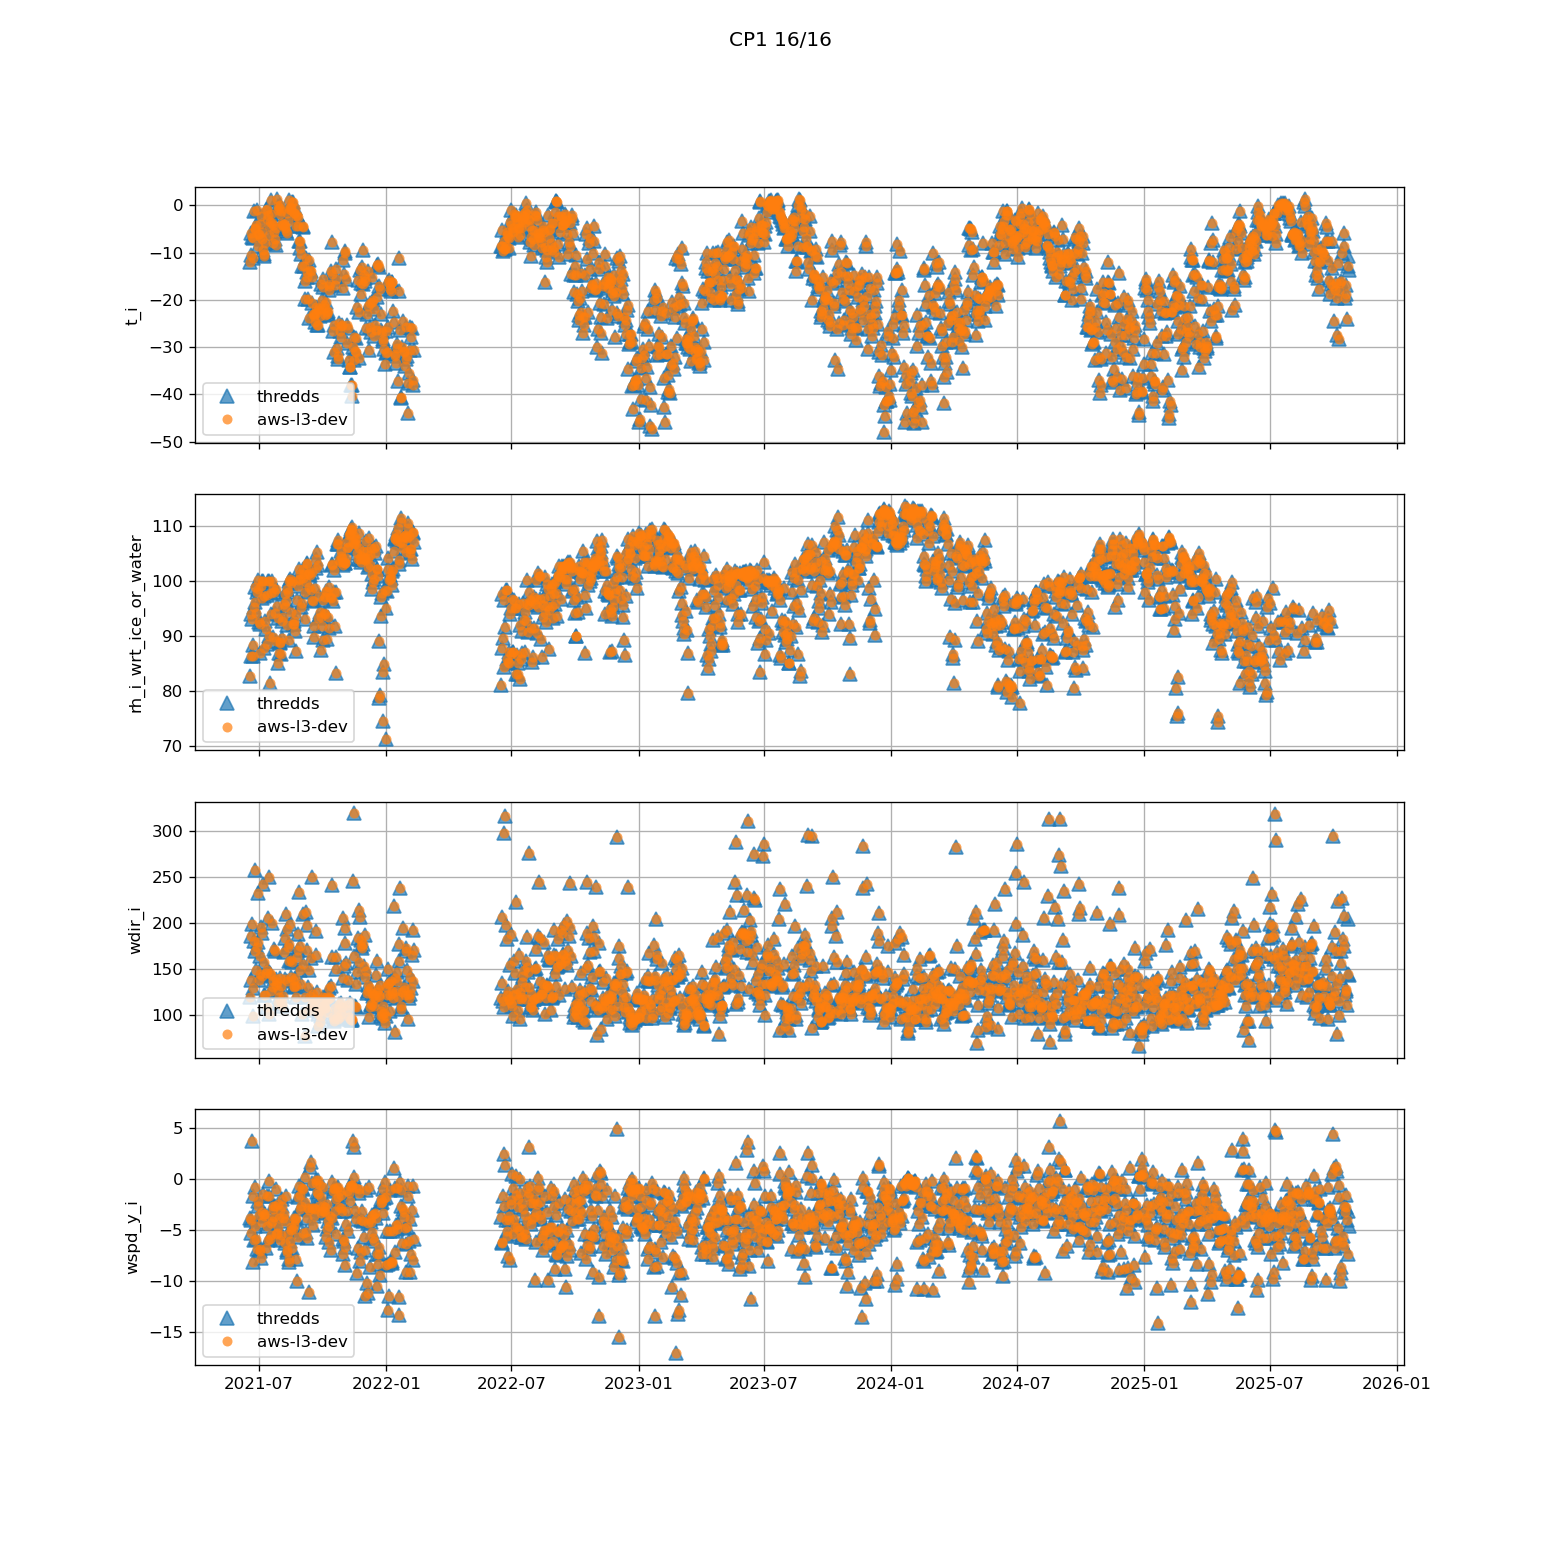 CP1 16/16
0
−10
−20
−30
−40
−50
t_i
thredds
aws-l3-dev
110
100
90
80
70
rh_i_wrt_ice_or_water
thredds
aws-l3-dev
300
250
200
150
100
wdir_i
thredds
aws-l3-dev
5
0
−5
−10
−15
wspd_y_i
thredds
aws-l3-dev
2021-07 2022-01 2022-07 2023-01 2023-07 2024-01 2024-07 2025-01 2025-07 2026-01